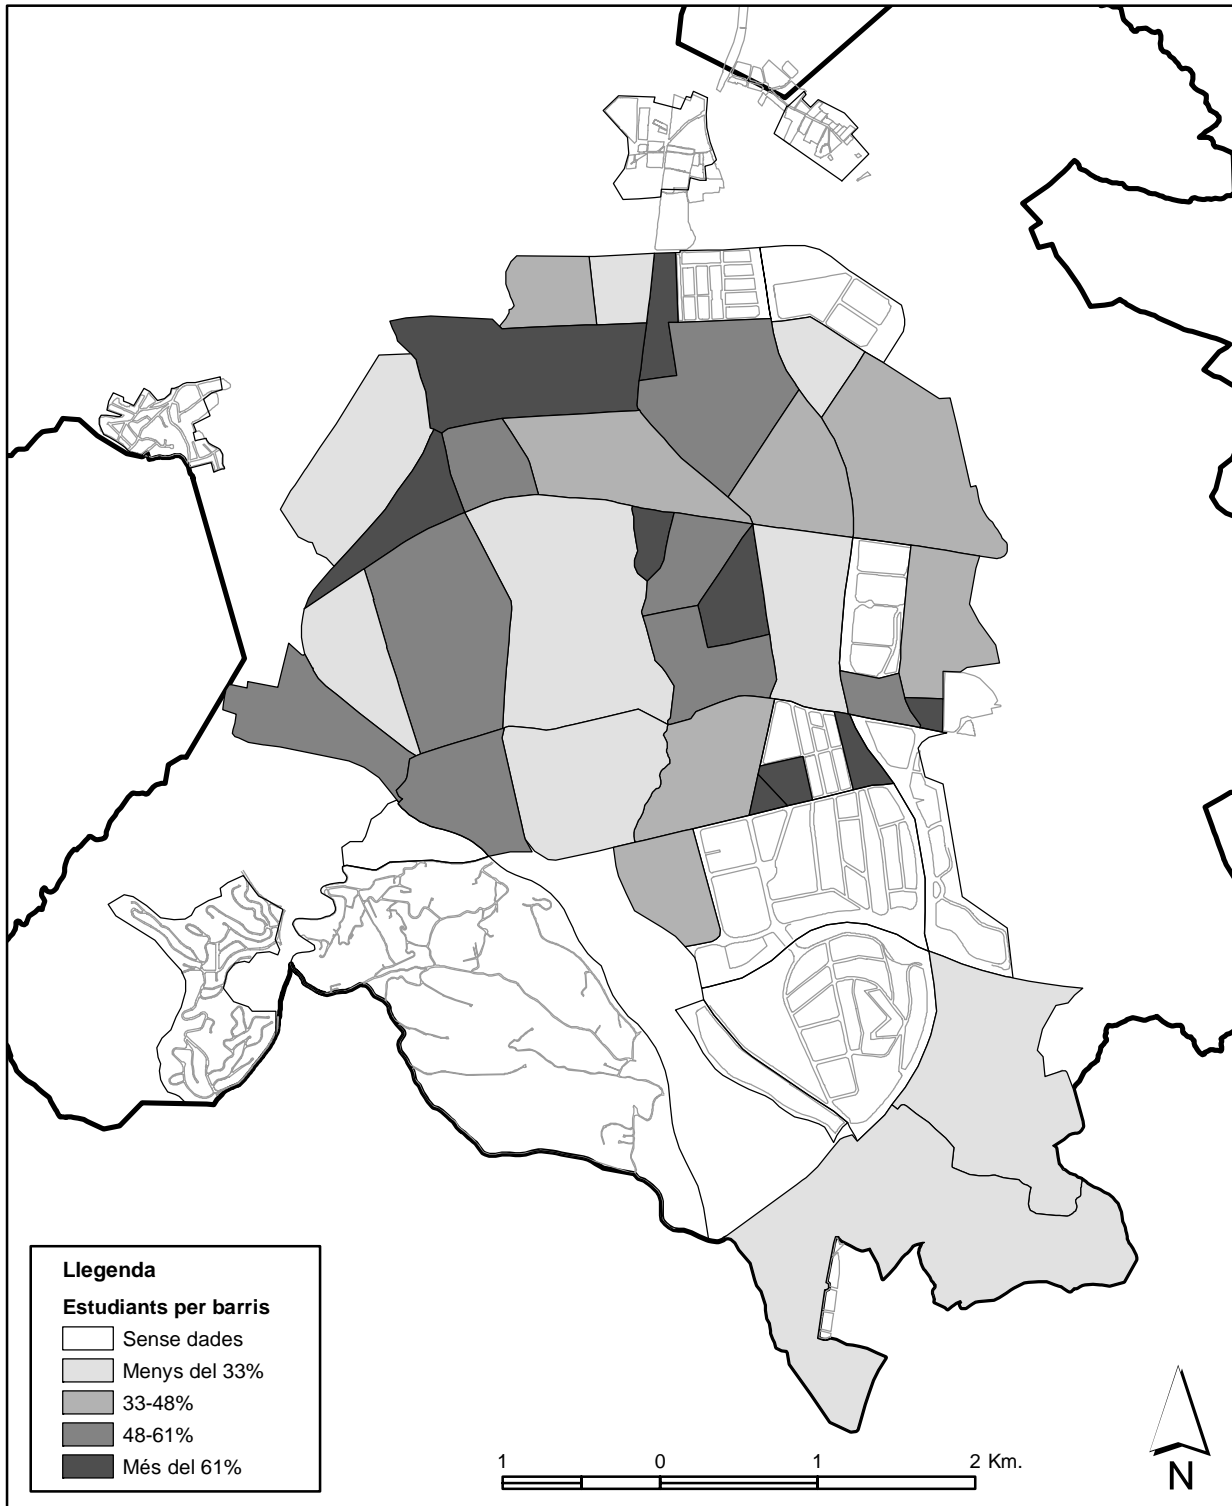 Llegenda
Estudiants per barris
Sense dades
Menys del 33%
33-48%
48-61%
Més del 61%
1 0 1 2 Km.
N